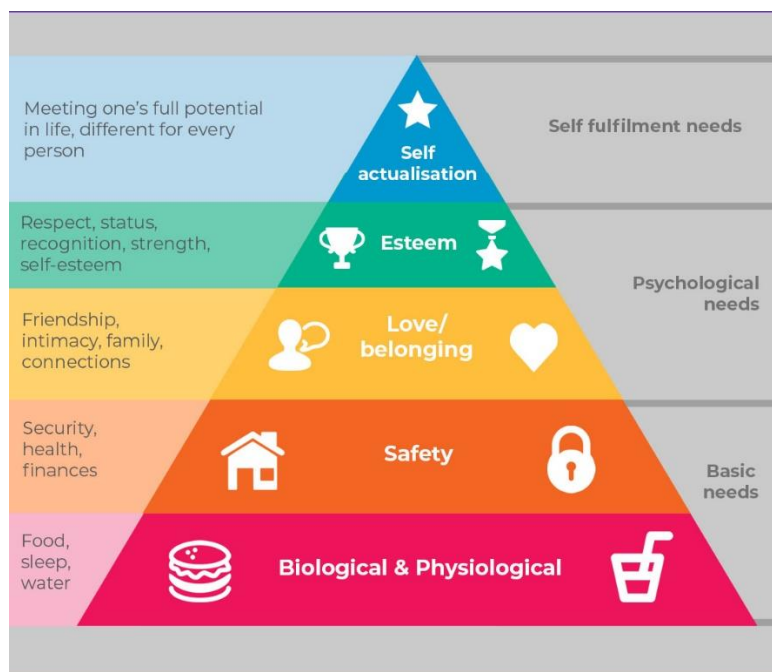 Meeting one's full potential
in life, different for every
person
Self
actualisation
Self fulfilment needs
Respect, status,
recognition, strength,
self-esteem
Esteem
Psychological
needs
Friendship,
intimacy, family,
connections
Love/
belonging
Security,
health,
finances
Safety
Basic
needs
Food,
sleep,
water
Biological & Physiological